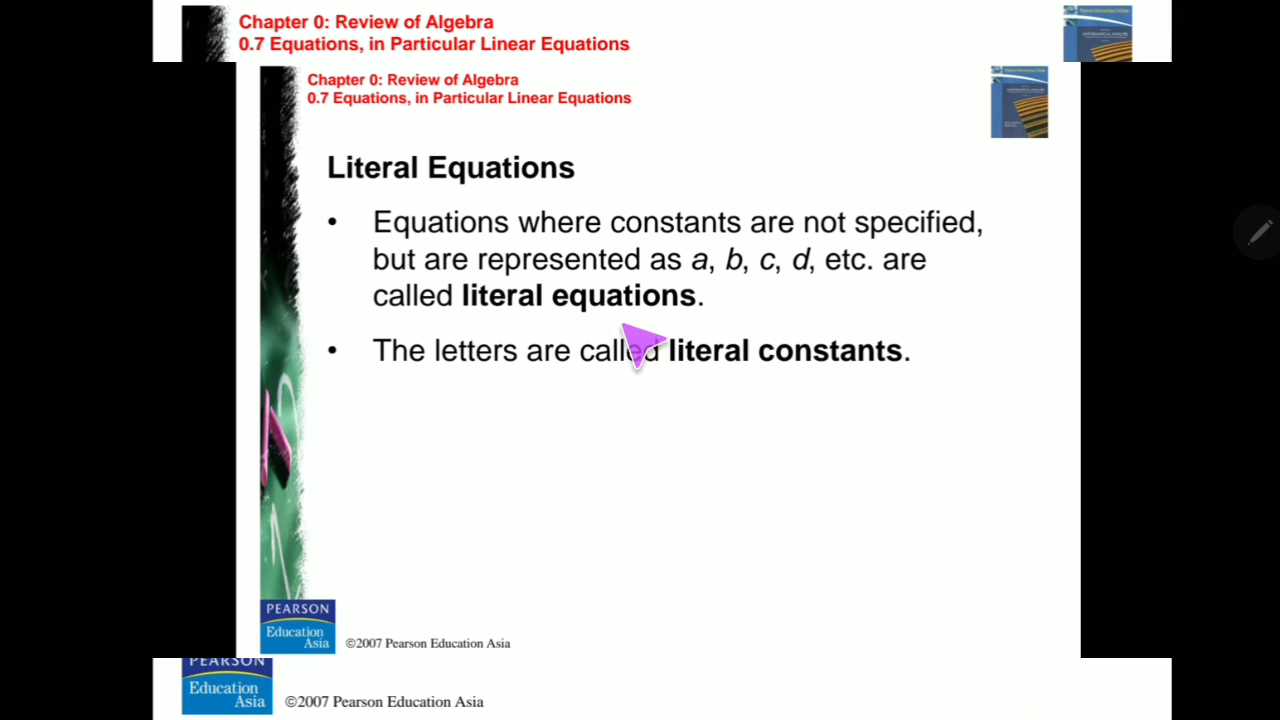 Chapter 0: Review of Algebra
0.7 Equations, in Particular Linear Equations
Chapter 0: Review of Algebra
0.7 Equations, in Particular Linear Equations
Literal Equations
• Equations where constants are not specified,
but are represented as a, b, c, d, etc. are
called literal equations.
• The letters are called literal constants.
PEARSON
Education
Asia
©2007 Pearson Education Asia
PEARSON
Education
Asia
©2007 Pearson Education Asia